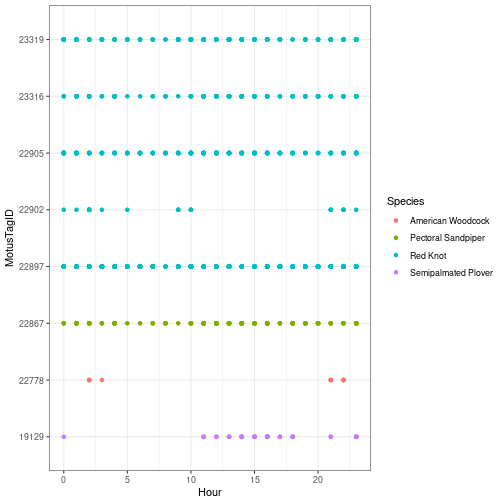 MotusTagID
23319
23316
22905
22902
22897
22867
22778
19129
0 5 10 15 20
Hour
Species
American Woodcock
Pectoral Sandpiper
Red Knot
Semipalmated Plover